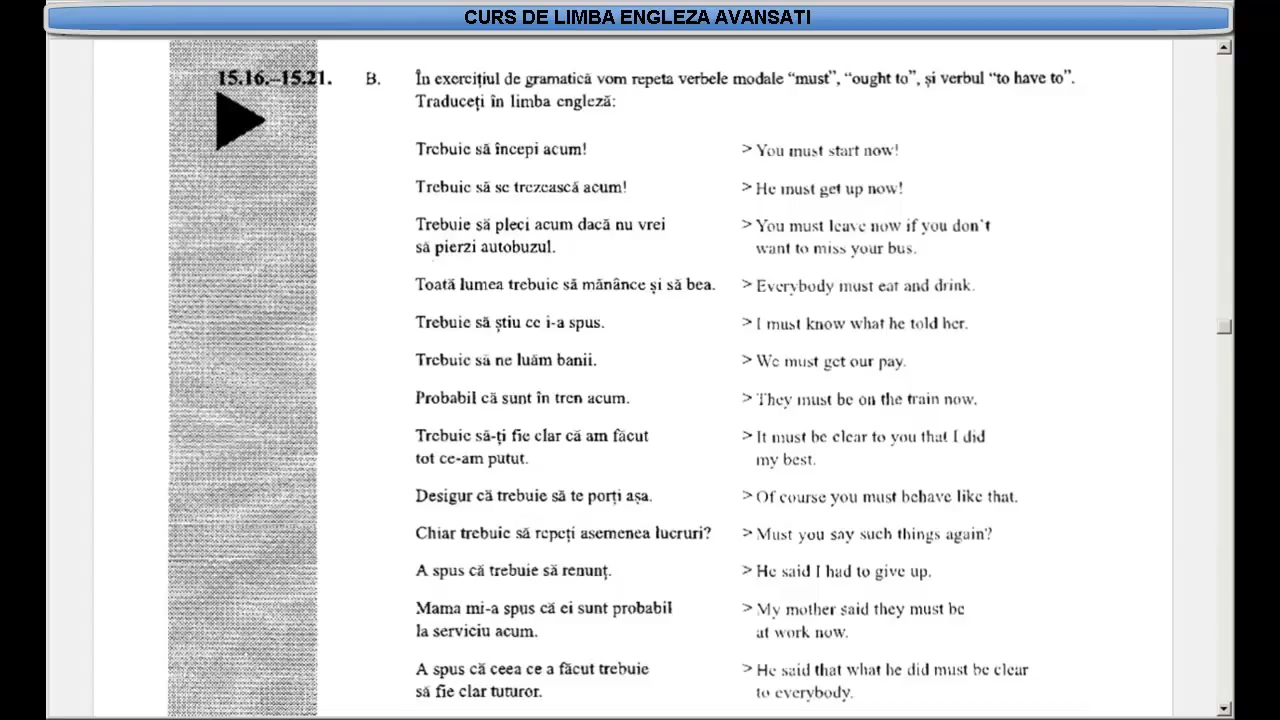 CURS DE LIMBA ENGLEZA AVANSATI
15.16.–15.21. B. În exercițiul de gramatică vom repeta verbele modale “must”, “ought to”, și verbul “to have to”.
Traduceți în limba engleză:
Trebuie să începi acum! > You must start now!
Trebuie să se trezească acum! > He must get up now!
Trebuie să pleci acum dacă nu vrei > You must leave now if you don't
să pierzi autobuzul. want to miss your bus.
Toată lumea trebuie să mănânce și să bea. > Everybody must eat and drink.
Trebuie să știu ce i-a spus. > I must know what he told her.
Trebuie să ne luăm banii. > We must get our pay.
Probabil că sunt în tren acum. > They must be on the train now.
Trebuie să-ți fie clar că am făcut > It must be clear to you that I did
tot ce-am putut. my best.
Desigur că trebuie să te porți așa. > Of course you must behave like that.
Chiar trebuie să repeți asemenea lucruri? > Must you say such things again?
A spus că trebuie să renunț. > He said I had to give up.
Mama mi-a spus că ei sunt probabil > My mother said they must be
la serviciu acum. at work now.
A spus că ceea ce a făcut trebuie > He said that what he did must be clear
să fie clar tuturor. to everybody.